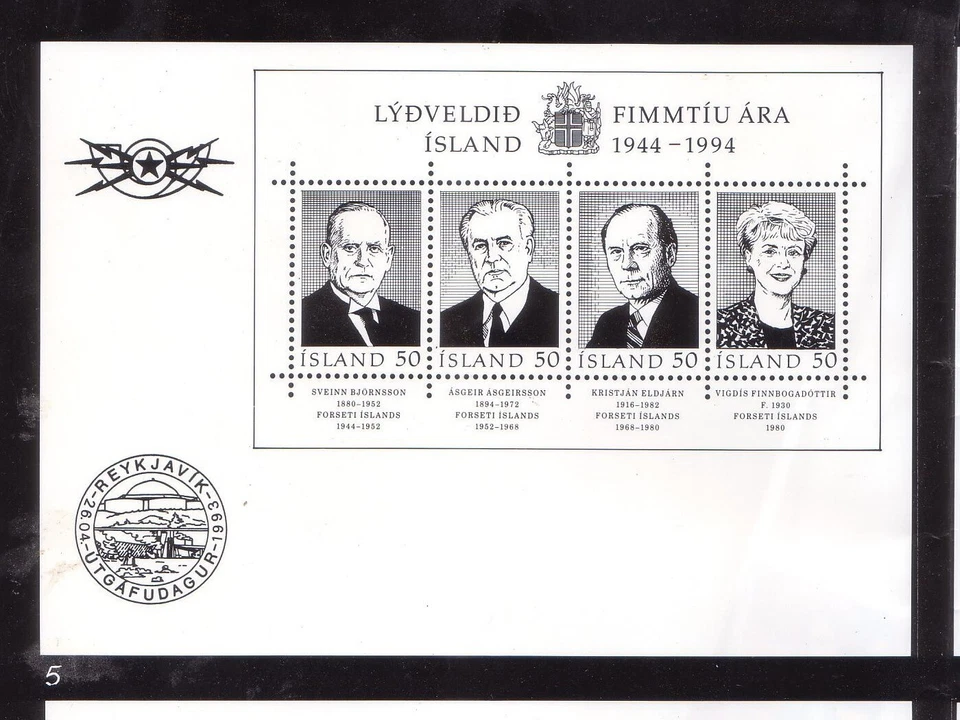 LÝÐVELDIÐ FIMMTÍU ÁRA
ÍSLAND 1944 – 1994
ÍSLAND 50
ÍSLAND 50
ÍSLAND 50
ÍSLAND 50
SVEINN BJÖRNSSON
1880–1952
FORSETI ÍSLANDS
1944–1952
ÁSGEIR ÁSGEIRSSON
1894–1972
FORSETI ÍSLANDS
1952–1968
KRISTJÁN ELDJÁRN
1916–1982
FORSETI ÍSLANDS
1968–1980
VIGDÍS FINNBOGADÓTTIR
F. 1930
FORSETI ÍSLANDS
1980
REYKJAVÍK
26.04. ÚTGÁFUDAGUR 1993
5